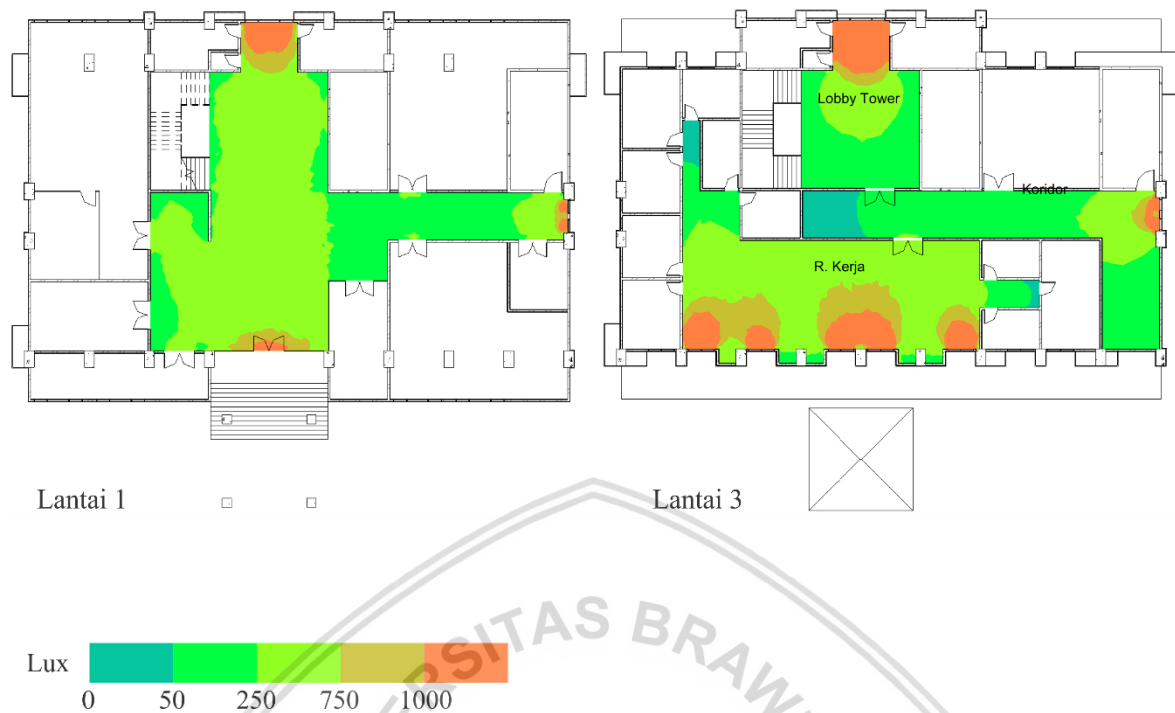 Lobby Tower
Koridor
R. Kerja
Lantai 1
Lantai 3
Lux
0 50 250 750 1000
RSITAS BRAW